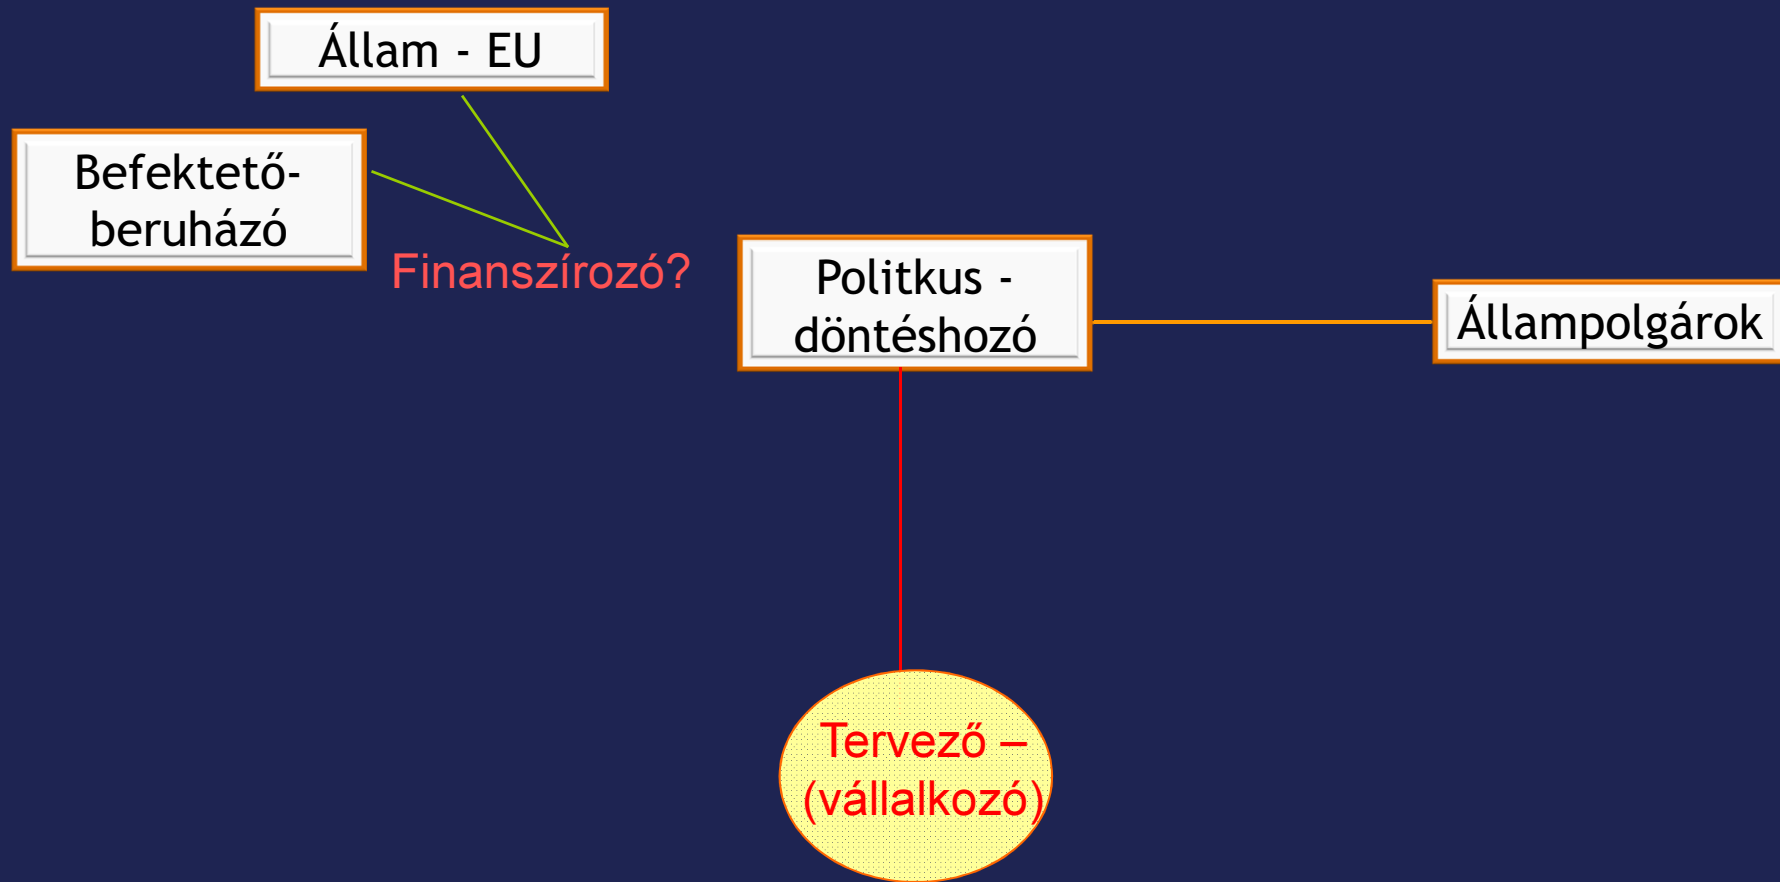 Állam - EU
Befektető-
beruházó
Finanszírozó?
Politkus -
döntéshozó
Állampolgárok
Tervező –
(vállalkozó)